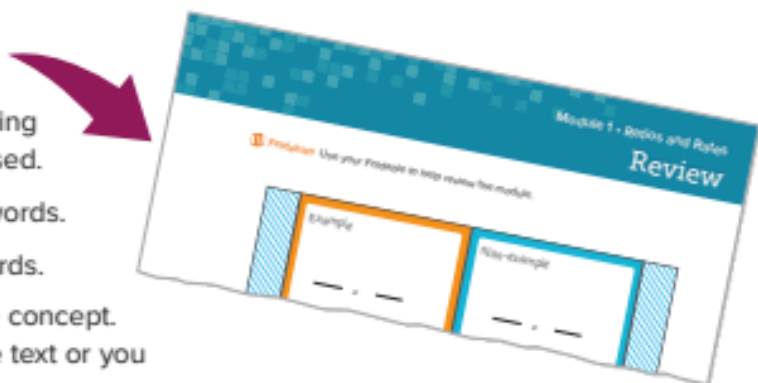 ing
sed.
words.
rds.
concept.
e text or you
Module 1 • Ratios and Rates
Review
Foldables Use your Foldable to help review the module.
Example
Non-Example